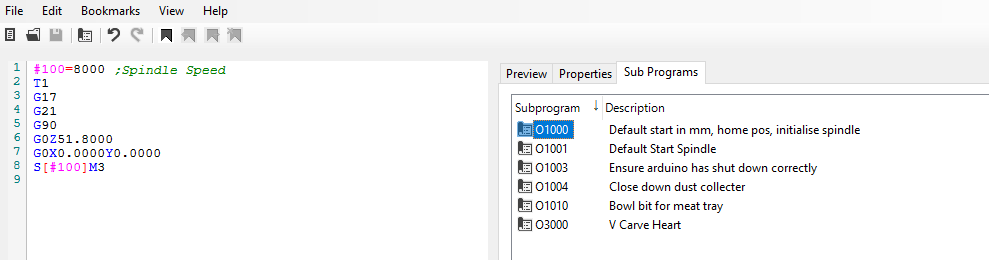 File Edit Bookmarks View Help
1 #100=8000 ;Spindle Speed
2 T1
3 G17
4 G21
5 G90
6 G0Z51.8000
7 G0X0.0000Y0.0000
8 S[#100]M3
9
Preview Properties Sub Programs
Subprogram ↓ Description
O1000 Default start in mm, home pos, initialise spindle
O1001 Default Start Spindle
O1003 Ensure arduino has shut down correctly
O1004 Close down dust collecter
O1010 Bowl bit for meat tray
O3000 V Carve Heart